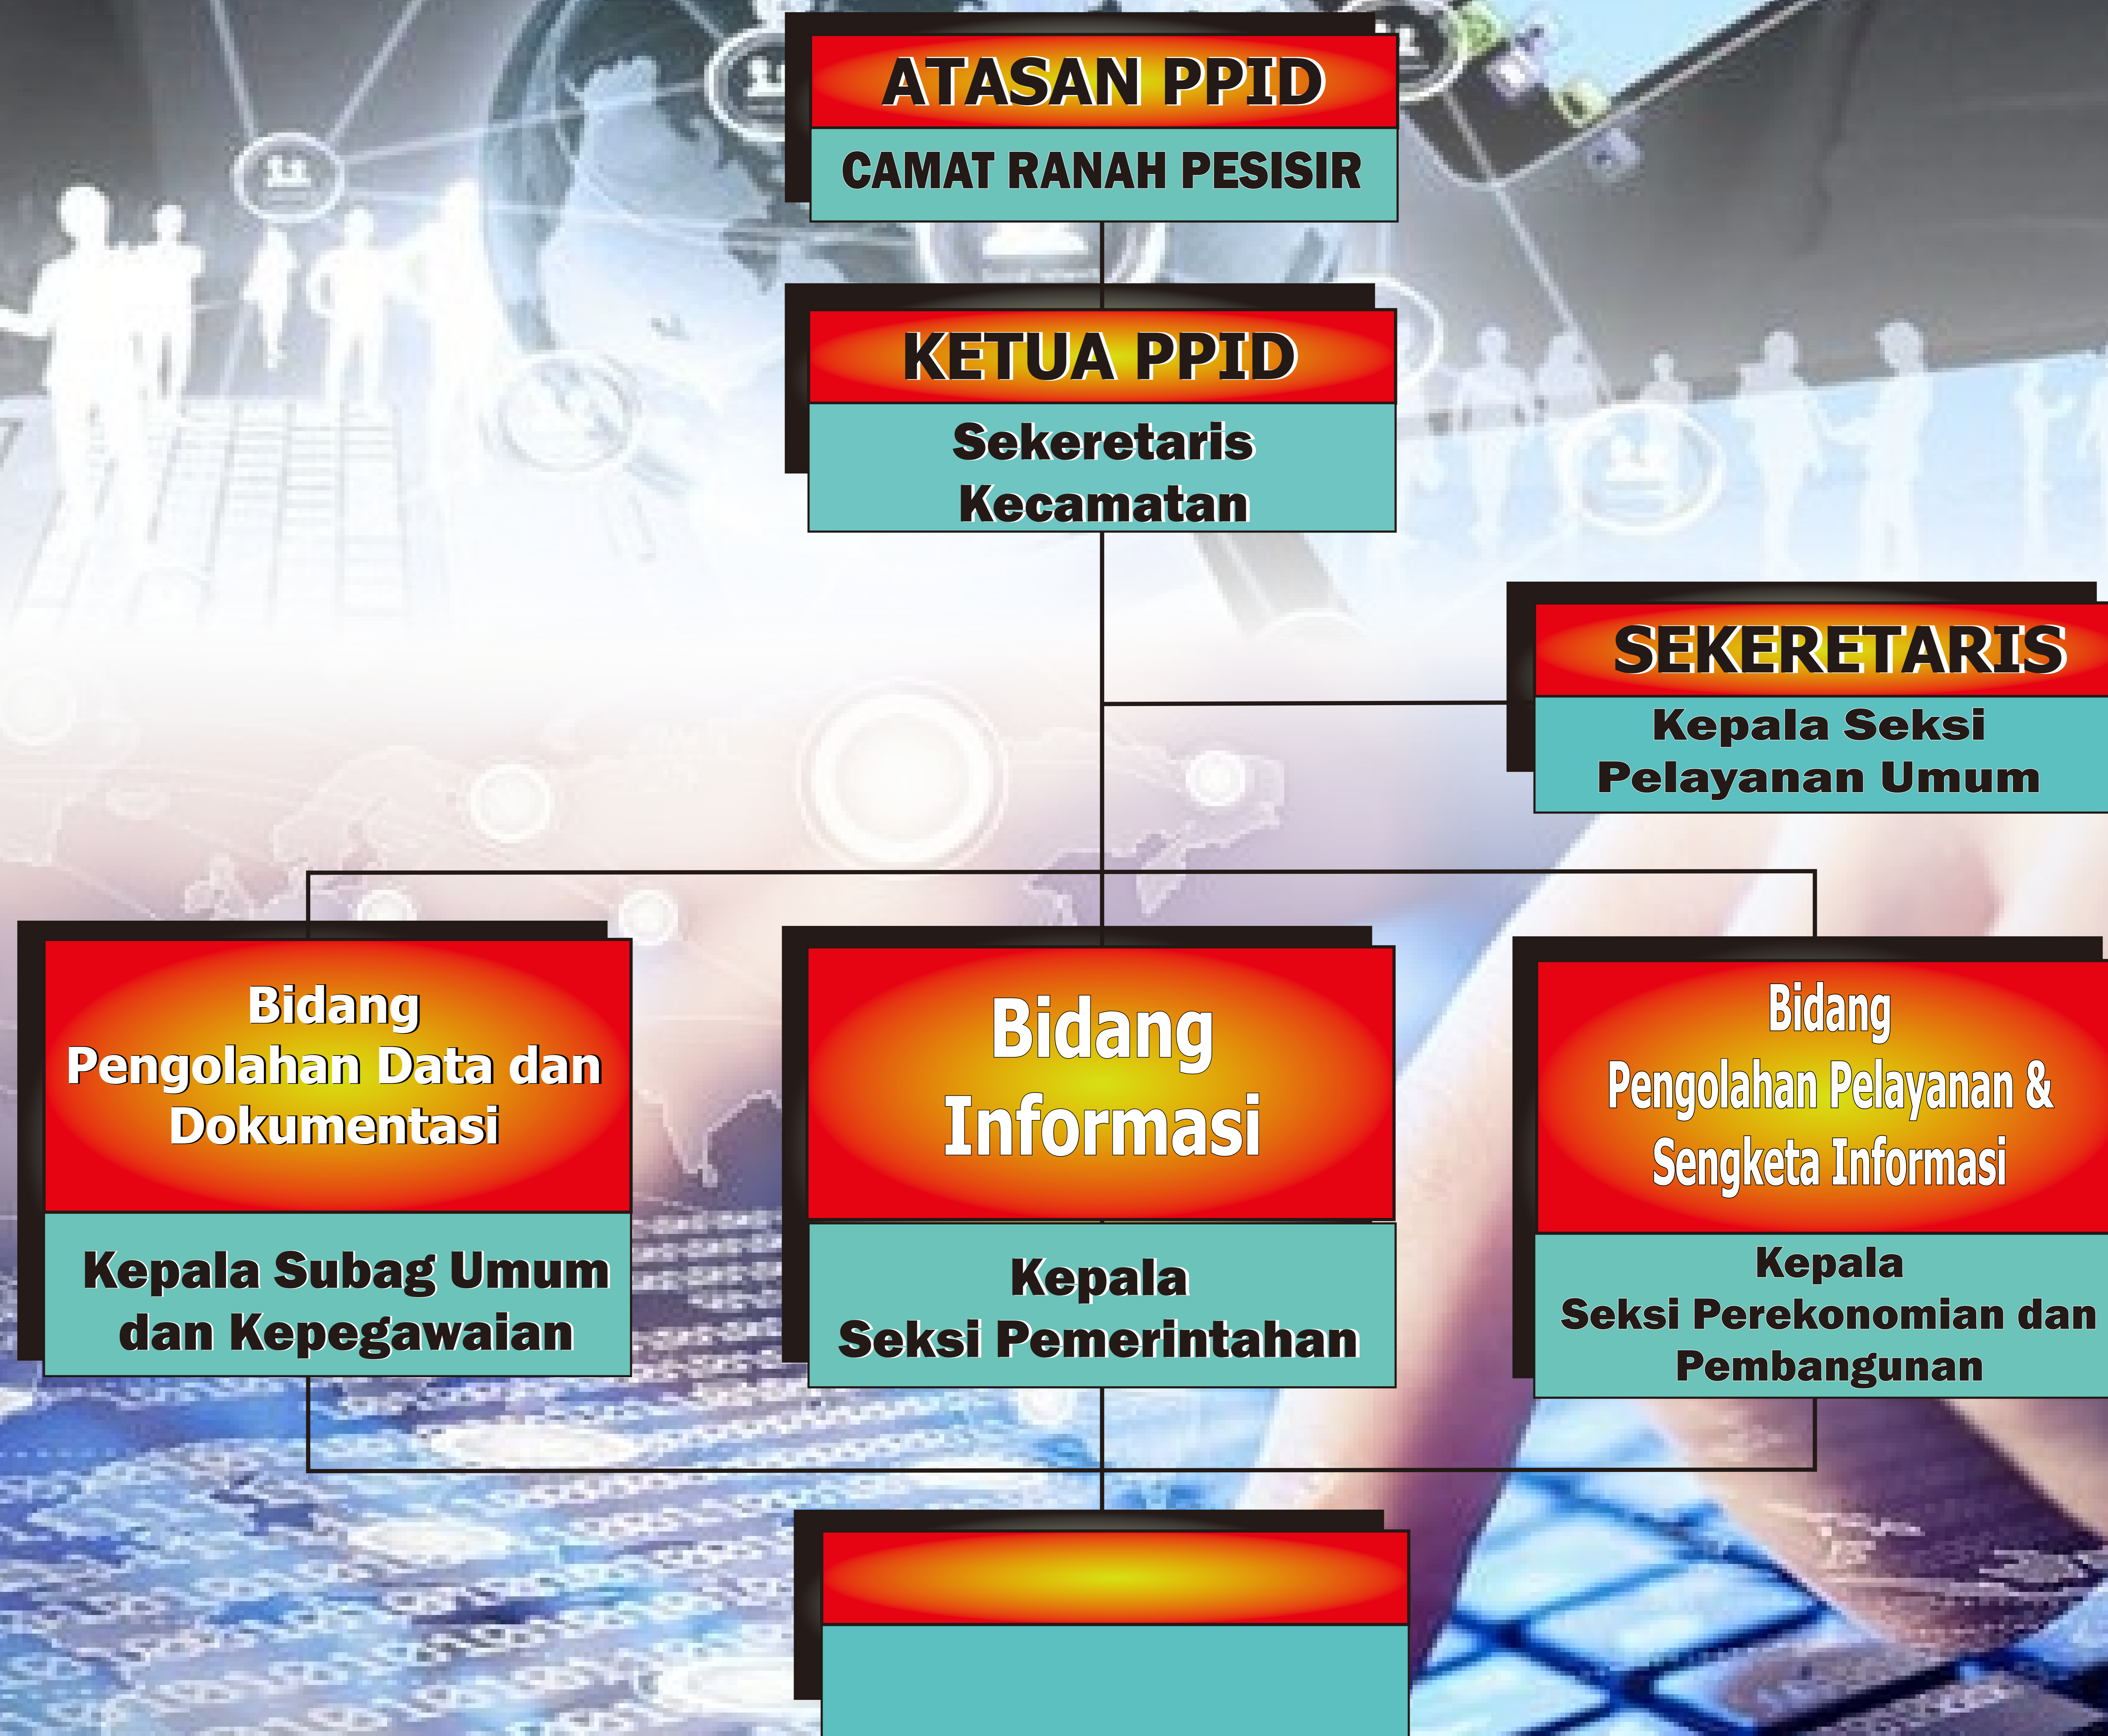 ATASAN PPID
CAMAT RANAH PESISIR
KETUA PPID
Sekeretaris
Kecamatan
SEKERETARIS
Kepala Seksi
Pelayanan Umum
Bidang
Pengolahan Data dan
Dokumentasi
Kepala Subag Umum
dan Kepegawaian
Bidang
Informasi
Kepala
Seksi Pemerintahan
Bidang
Pengolahan Pelayanan &
Sengketa Informasi
Kepala
Seksi Perekonomian dan
Pembangunan